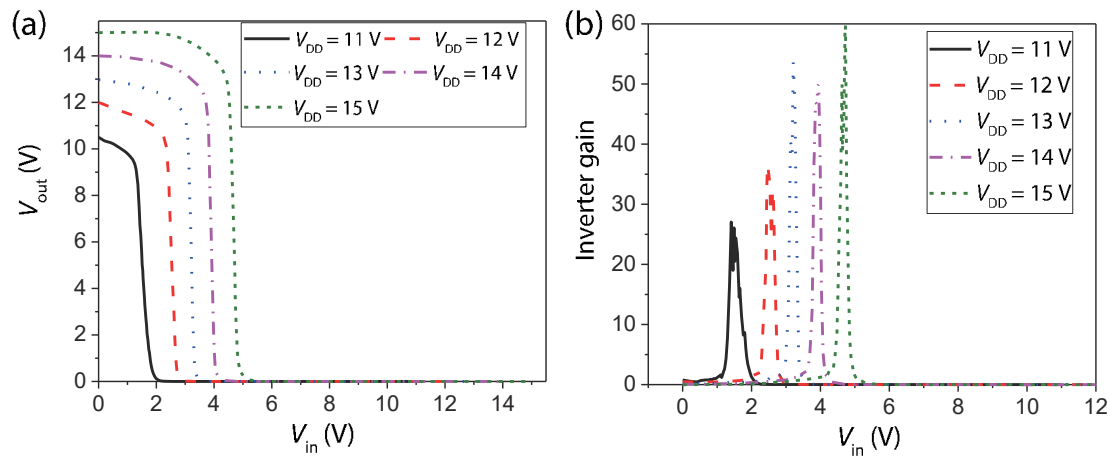 (a)
V_DD = 11 V
V_DD = 12 V
V_DD = 13 V
V_DD = 14 V
V_DD = 15 V
14
12
10
8
6
4
2
0
V_out (V)
0 2 4 6 8 10 12 14
V_in (V)
(b)
V_DD = 11 V
V_DD = 12 V
V_DD = 13 V
V_DD = 14 V
V_DD = 15 V
60
50
40
30
20
10
0
Inverter gain
0 2 4 6 8 10 12
V_in (V)